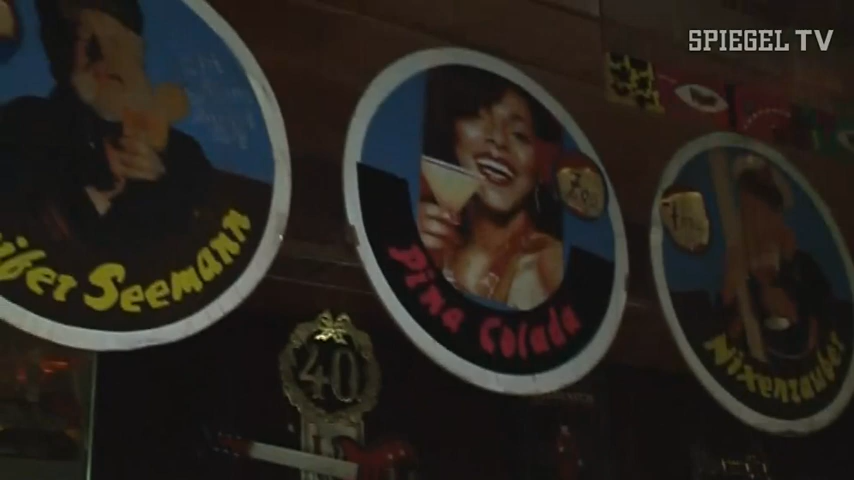 SPIEGEL TV
Seemann
Pina Colada
Nixenzauber
40